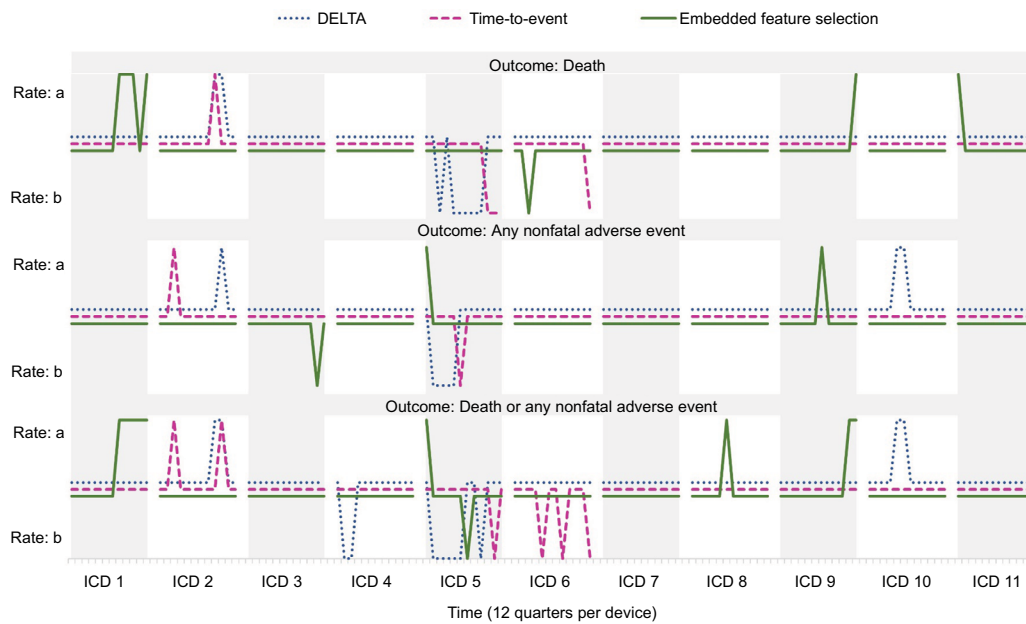 DELTA Time-to-event Embedded feature selection
Outcome: Death
Rate: a
Rate: b
Outcome: Any nonfatal adverse event
Rate: a
Rate: b
Outcome: Death or any nonfatal adverse event
Rate: a
Rate: b
ICD 1 ICD 2 ICD 3 ICD 4 ICD 5 ICD 6 ICD 7 ICD 8 ICD 9 ICD 10 ICD 11
Time (12 quarters per device)